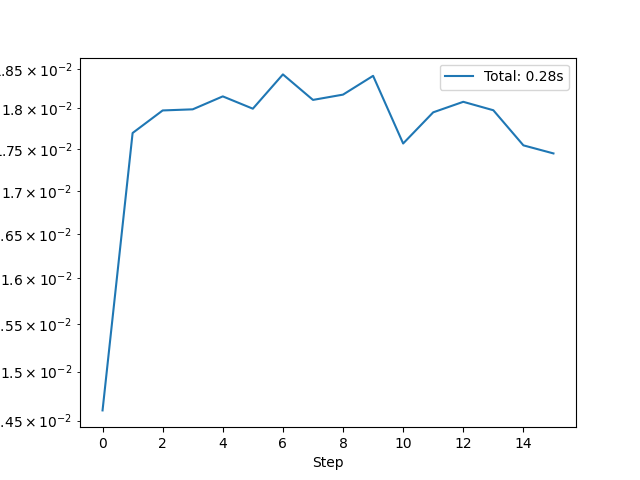 Total: 0.28s
1.85 × 10⁻²
1.8 × 10⁻²
1.75 × 10⁻²
1.7 × 10⁻²
.65 × 10⁻²
1.6 × 10⁻²
.55 × 10⁻²
1.5 × 10⁻²
.45 × 10⁻²
0 2 4 6 8 10 12 14
Step